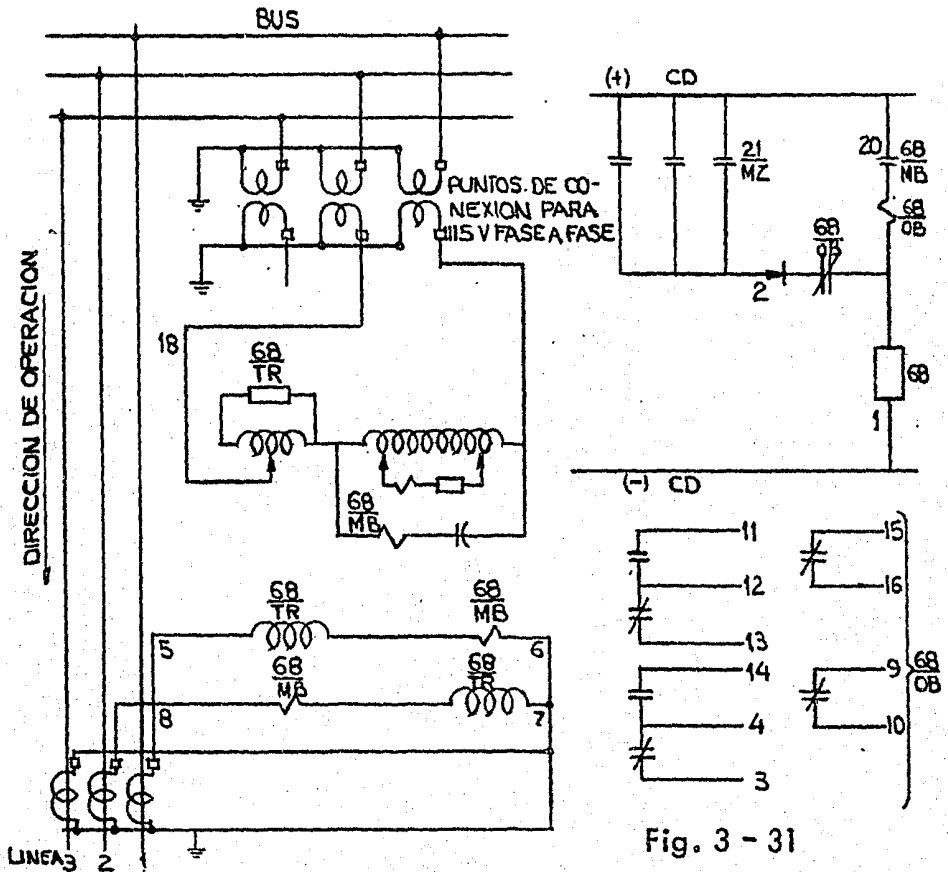 BUS
(+) CD
21
MZ
20
68
MB
68
OB
68
OB
2
68
1
(-) CD
PUNTOS. DE CO-
NEXION PARA
115 V FASE A FASE
DIRECCION DE OPERACION
18
68
TR
68
MB
68
TR
68
MB
5
6
68
MB
68
TR
8
7
LINEA 3 2 1
11
12
13
14
4
3
15
16
9
10
68
OB
Fig. 3 - 31